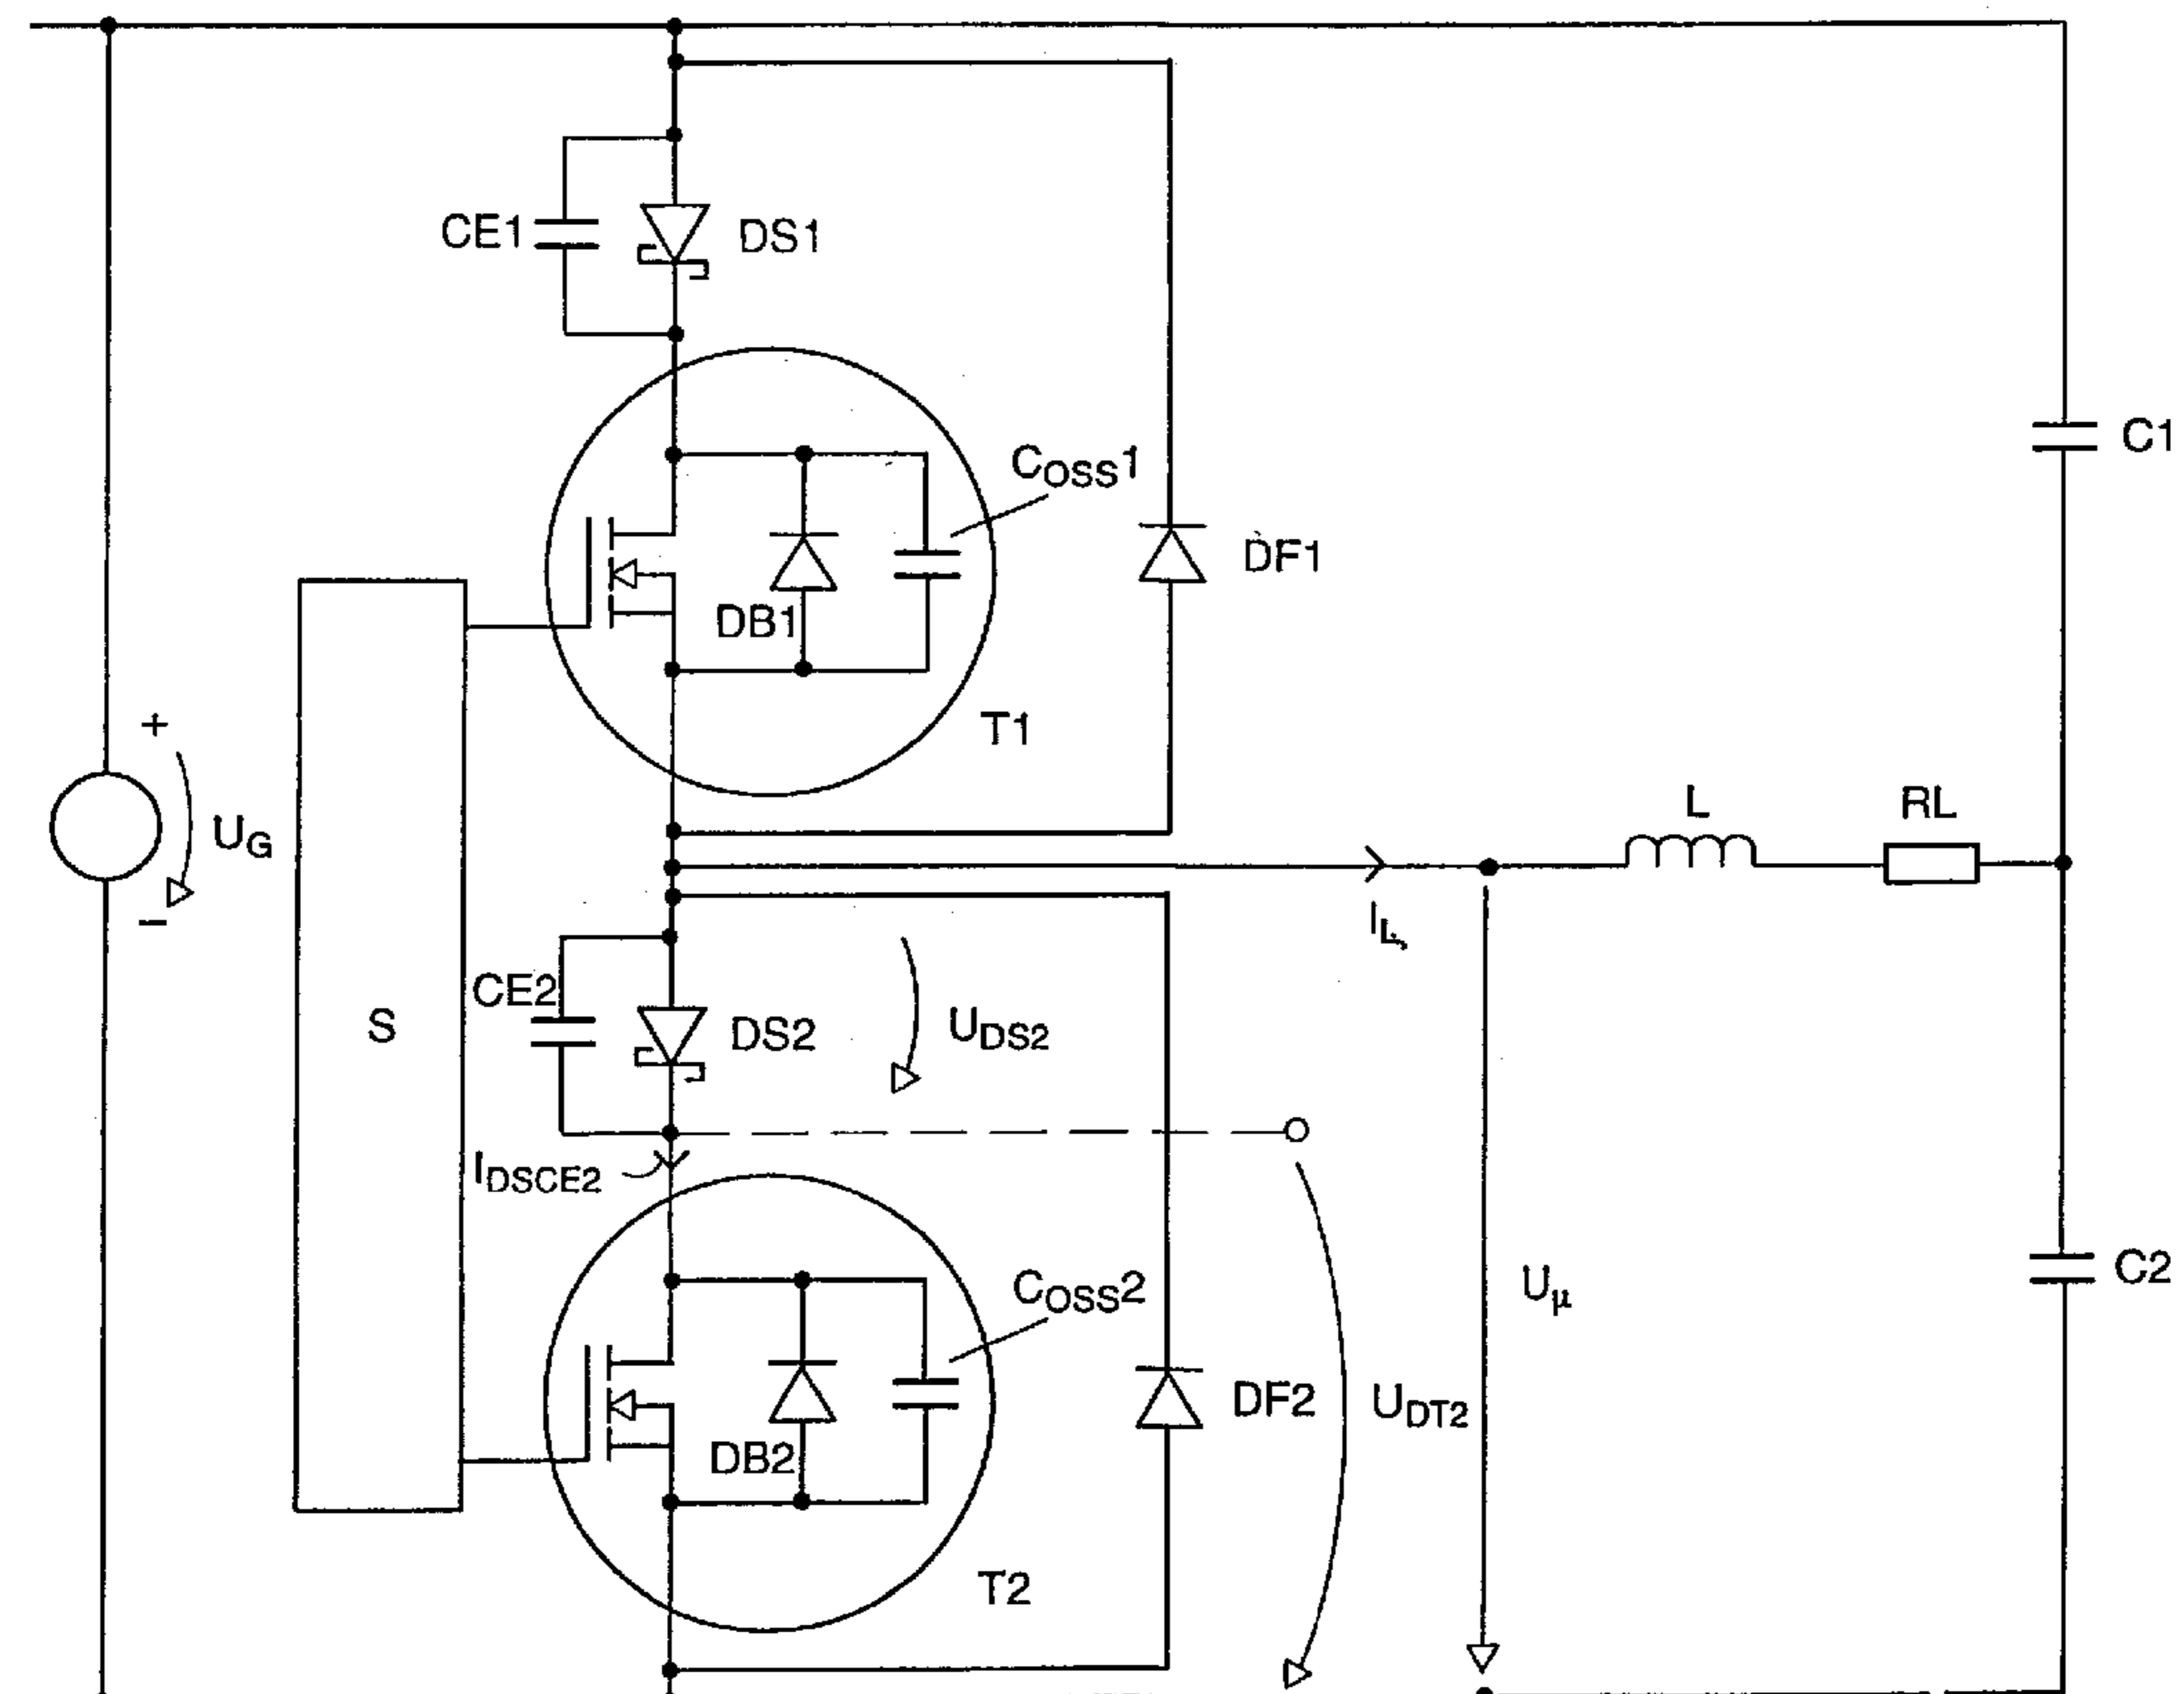 CE1
DS1
C1
COSS1
DF1
DB1
T1
+
UG
−
L
RL
IL
CE2
DS2
UDS2
S
IDSCE2
COSS2
C2
Uμ
DF2
UDT2
DB2
T2